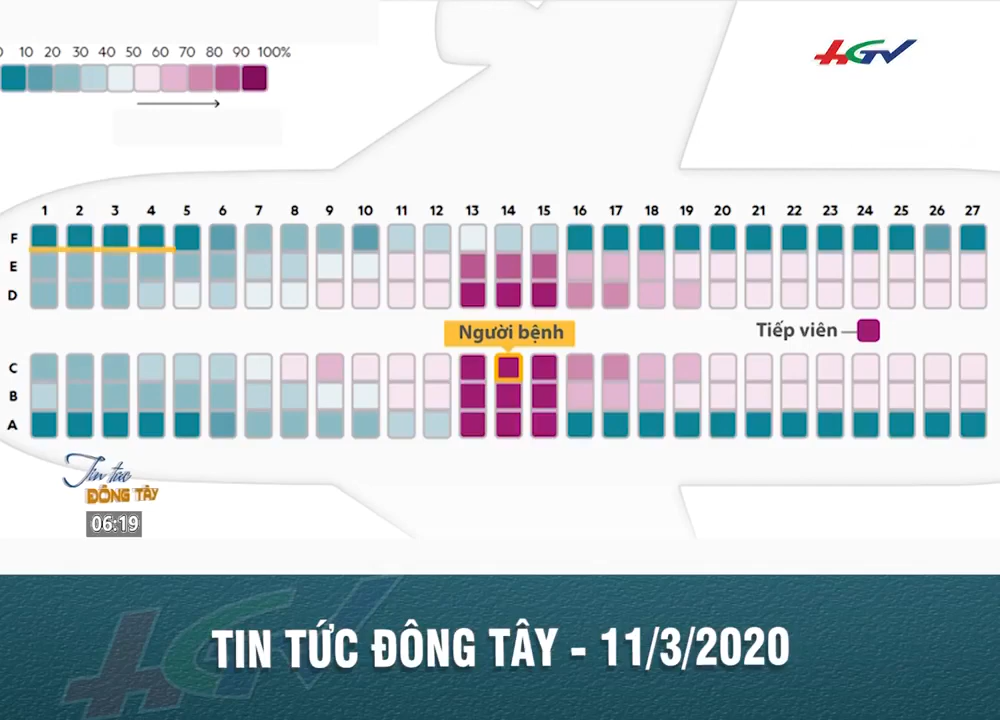 0 10 20 30 40 50 60 70 80 90 100%
HGV
1 2 3 4 5 6 7 8 9 10 11 12 13 14 15 16 17 18 19 20 21 22 23 24 25 26 27
F
E
D
Người bệnh
Tiếp viên
C
B
A
Tin tức
ĐÔNG TÂY
06:19
TIN TỨC ĐÔNG TÂY - 11/3/2020